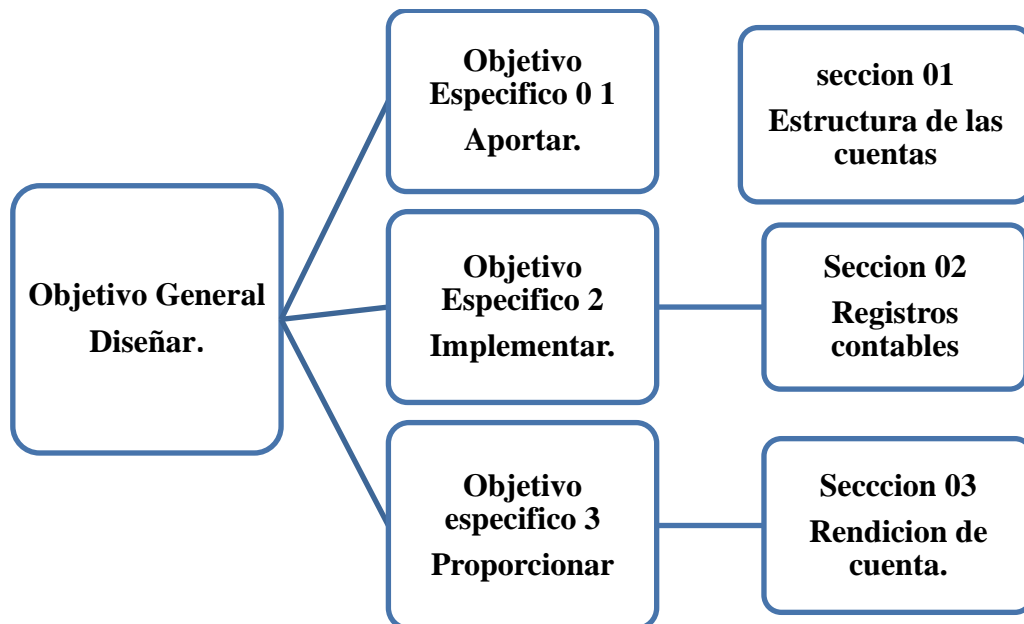 Objetivo General
Diseñar.
Objetivo
Especifico 0 1
Aportar.
seccion 01
Estructura de las
cuentas
Objetivo
Especifico 2
Implementar.
Seccion 02
Registros
contables
Objetivo
especifico 3
Proporcionar
Secccion 03
Rendicion de
cuenta.